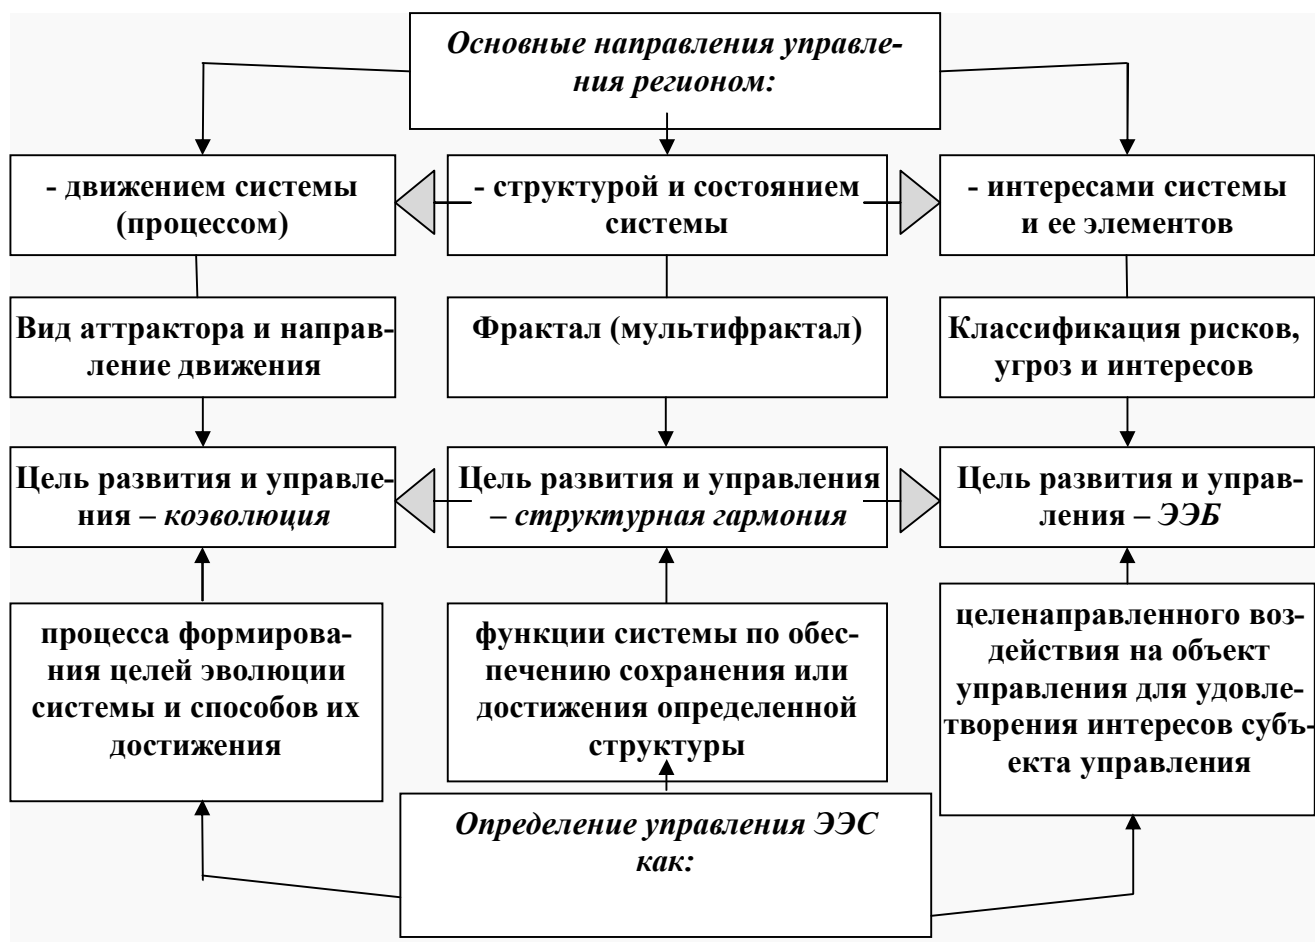 Основные направления управле-
ния регионом:
- движением системы
(процессом)
- структурой и состоянием
системы
- интересами системы
и ее элементов
Вид аттрактора и направ-
ление движения
Фрактал (мультифрактал)
Классификация рисков,
угроз и интересов
Цель развития и управле-
ния – коэволюция
Цель развития и управления
– структурная гармония
Цель развития и управ-
ления – ЭЭБ
процесса формирова-
ния целей эволюции
системы и способов их
достижения
функции системы по обес-
печению сохранения или
достижения определенной
структуры
целенаправленного воз-
действия на объект
управления для удовле-
творения интересов субъ-
екта управления
Определение управления ЭЭС
как: